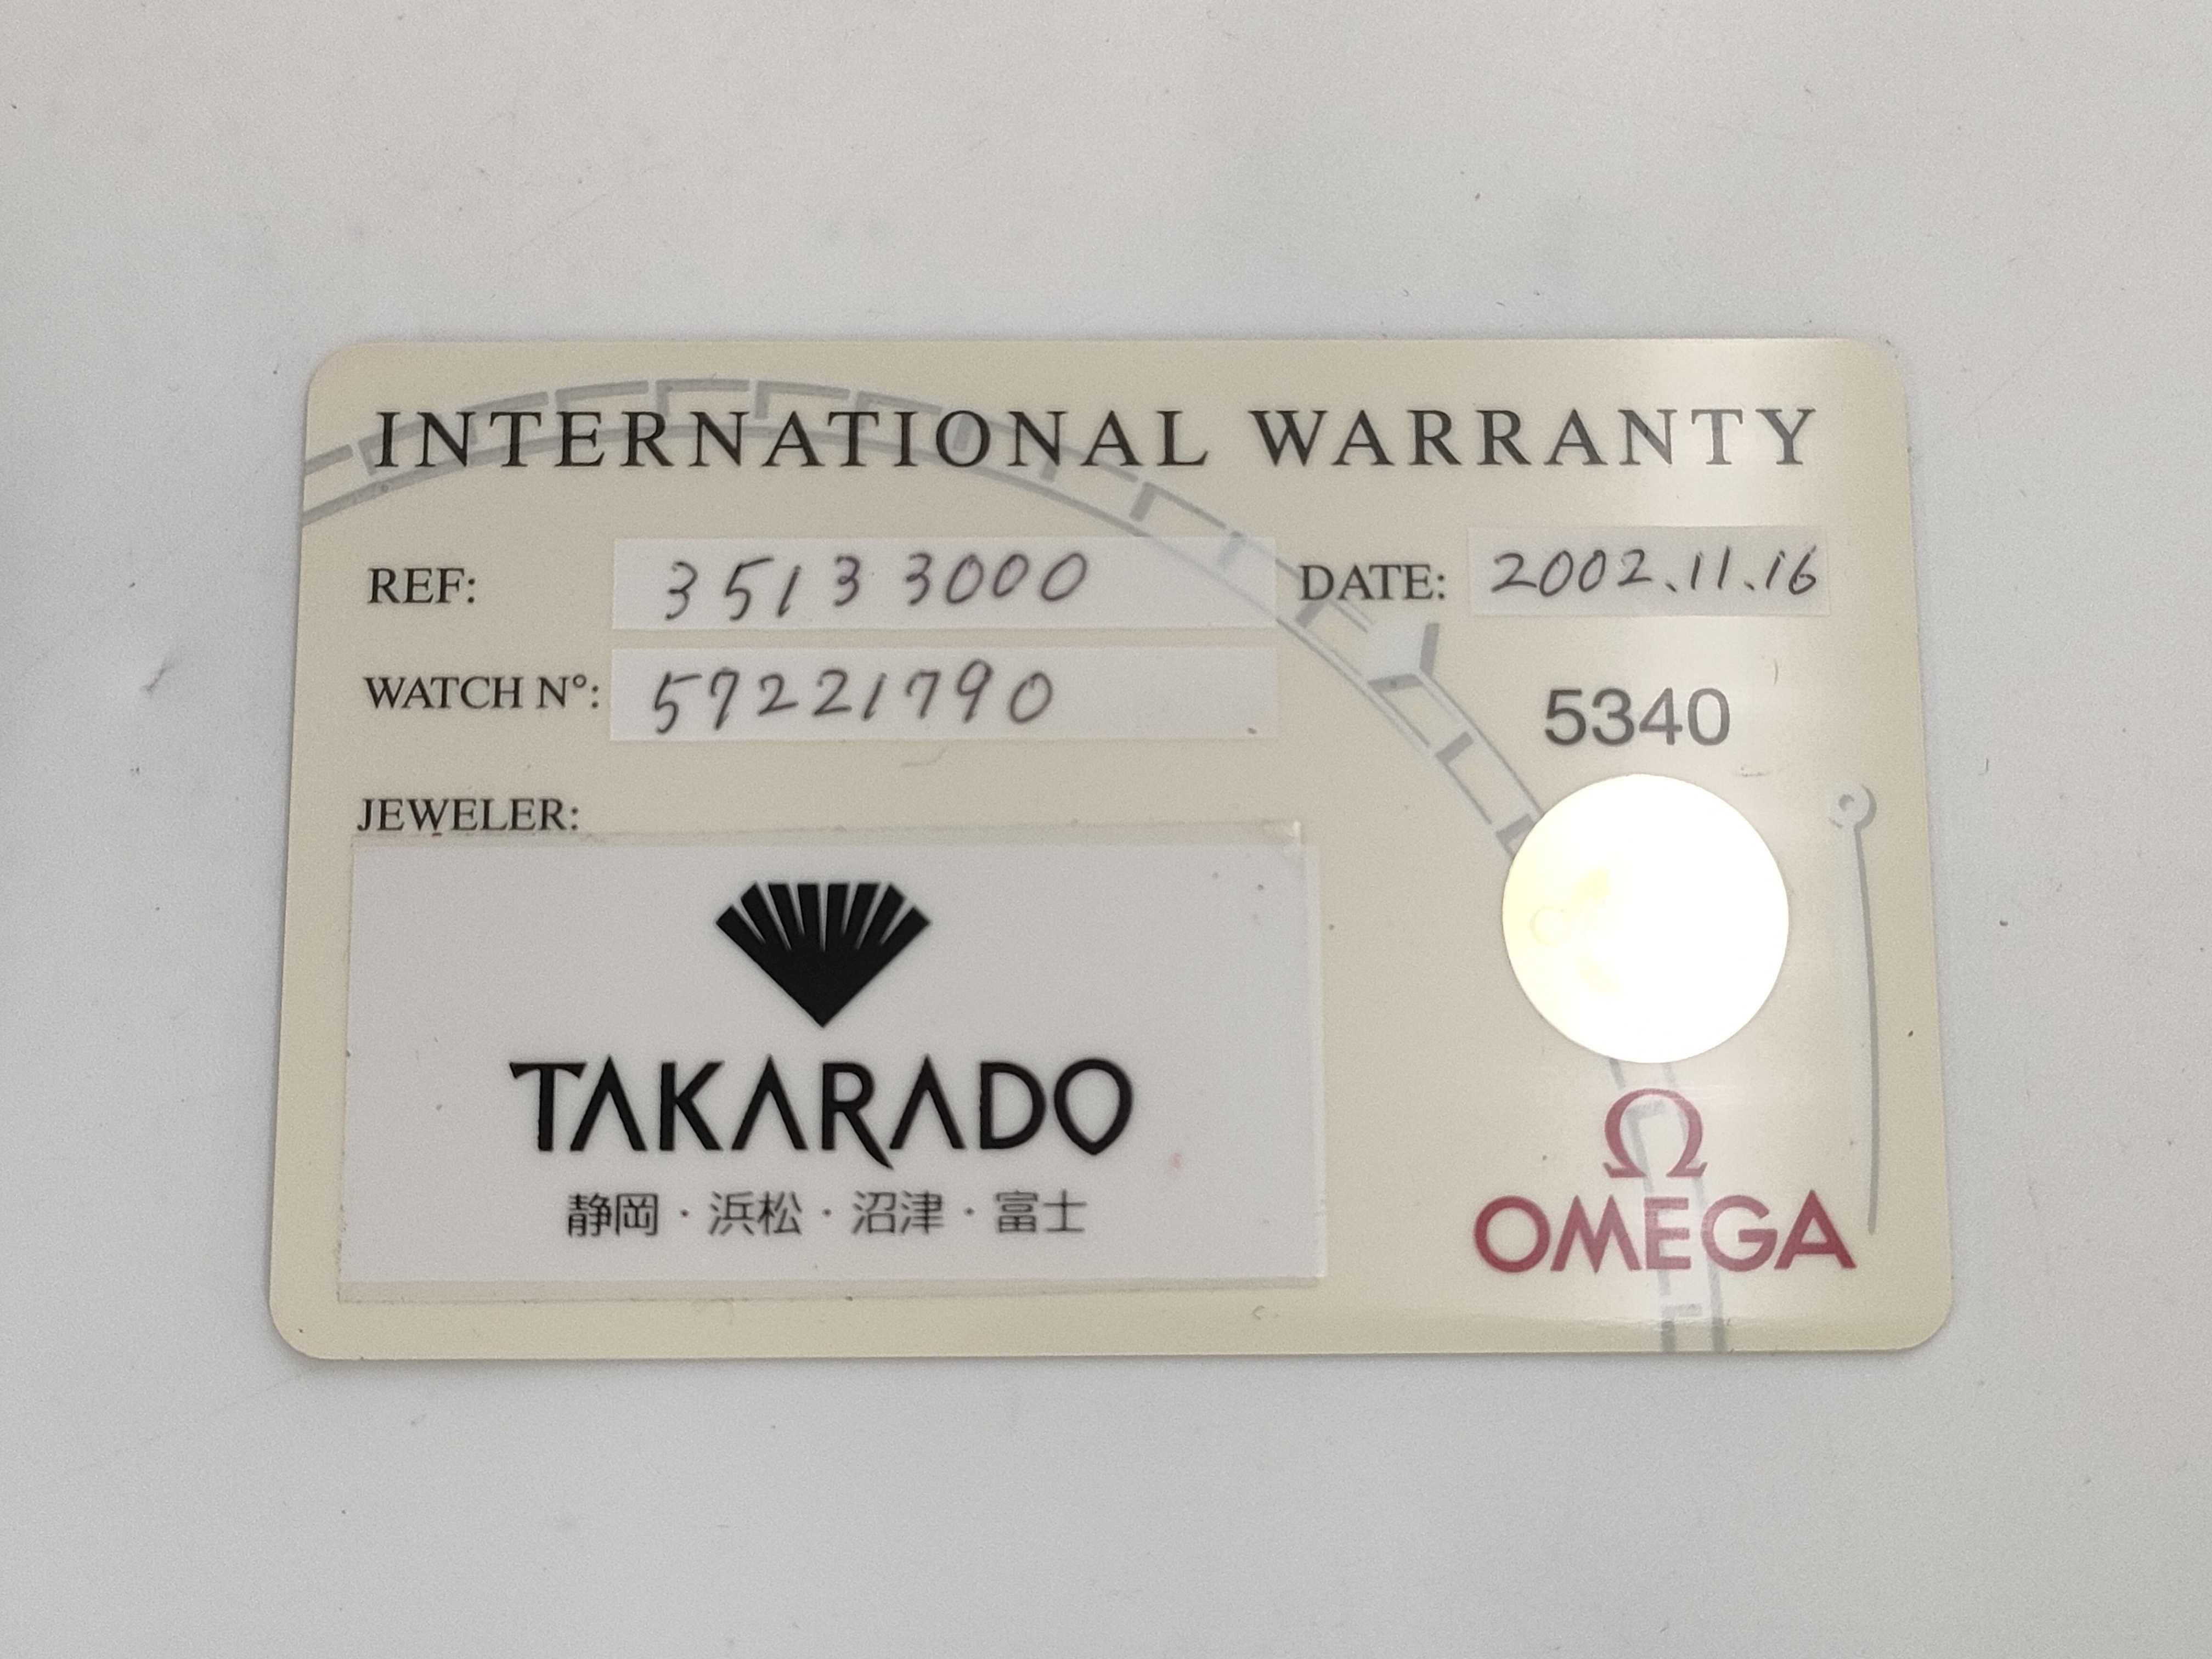 INTERNATIONAL WARRANTY
REF: 35133000 DATE: 2002.11.16
WATCH N°: 57221790
5340
JEWELER:
TAKARADO
静岡・浜松・沼津・富士
Ω
OMEGA